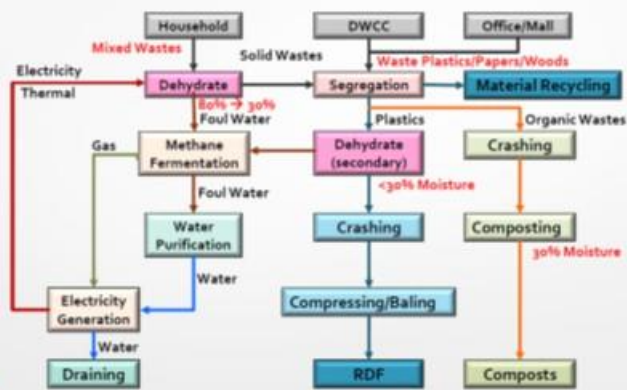 Household
DWCC
Office/Mall
Mixed Wastes
Solid Wastes
Waste Plastics/Papers/Woods
Electricity
Thermal
Dehydrate
Segregation
Material Recycling
80% → 30%
Foul Water
Plastics
Organic Wastes
Gas
Methane
Fermentation
Dehydrate
(secondary)
Crashing
<30% Moisture
Foul Water
Water
Purification
Crashing
Composting
30% Moisture
Water
Electricity
Generation
Compressing/Baling
Water
Draining
RDF
Composts